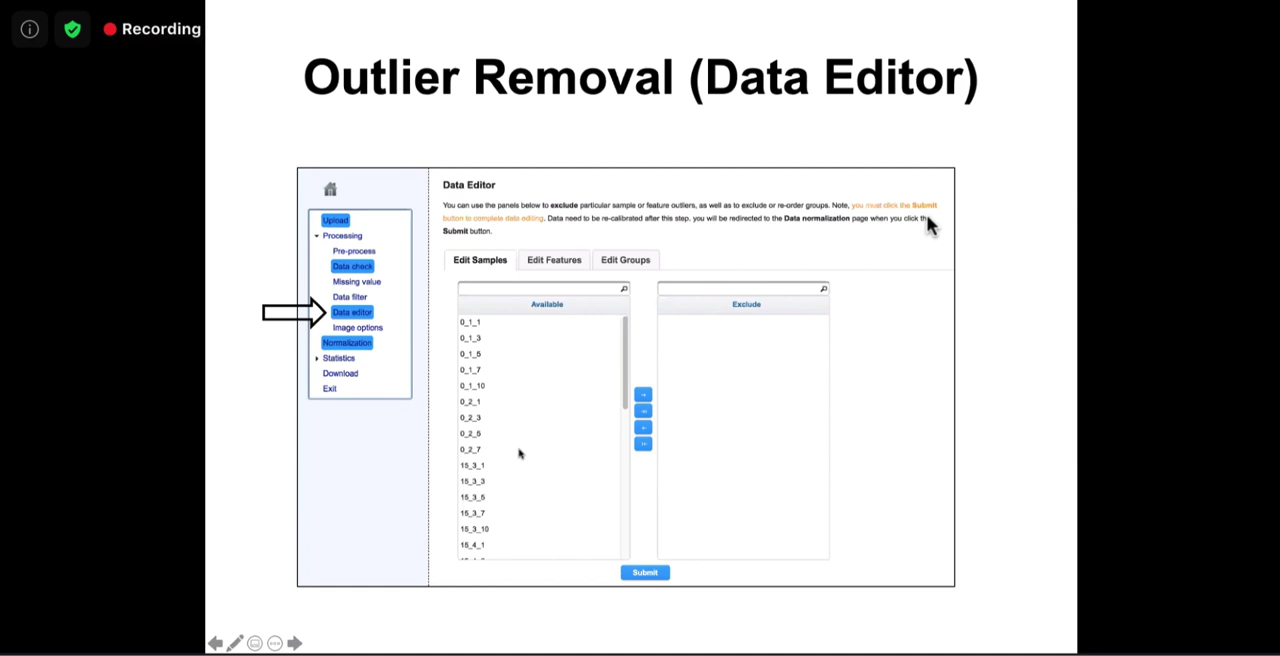 Recording
Outlier Removal (Data Editor)
Upload
Processing
Pre-process
Data check
Missing value
Data filter
Data editor
Image options
Normalization
Statistics
Download
Exit
Data Editor
You can use the panels below to exclude particular sample or feature outliers, as well as to exclude or re-order groups. Note, you must click the Submit
button to complete data editing. Data need to be re-calibrated after this step, you will be redirected to the Data normalization page when you click
Submit button.
Edit Samples Edit Features Edit Groups
Available Exclude
0_1_1
0_1_3
0_1_5
0_1_7
0_1_10
0_2_1
0_2_3
0_2_5
0_2_7
15_3_1
15_3_3
15_3_5
15_3_7
15_3_10
15_4_1
Submit